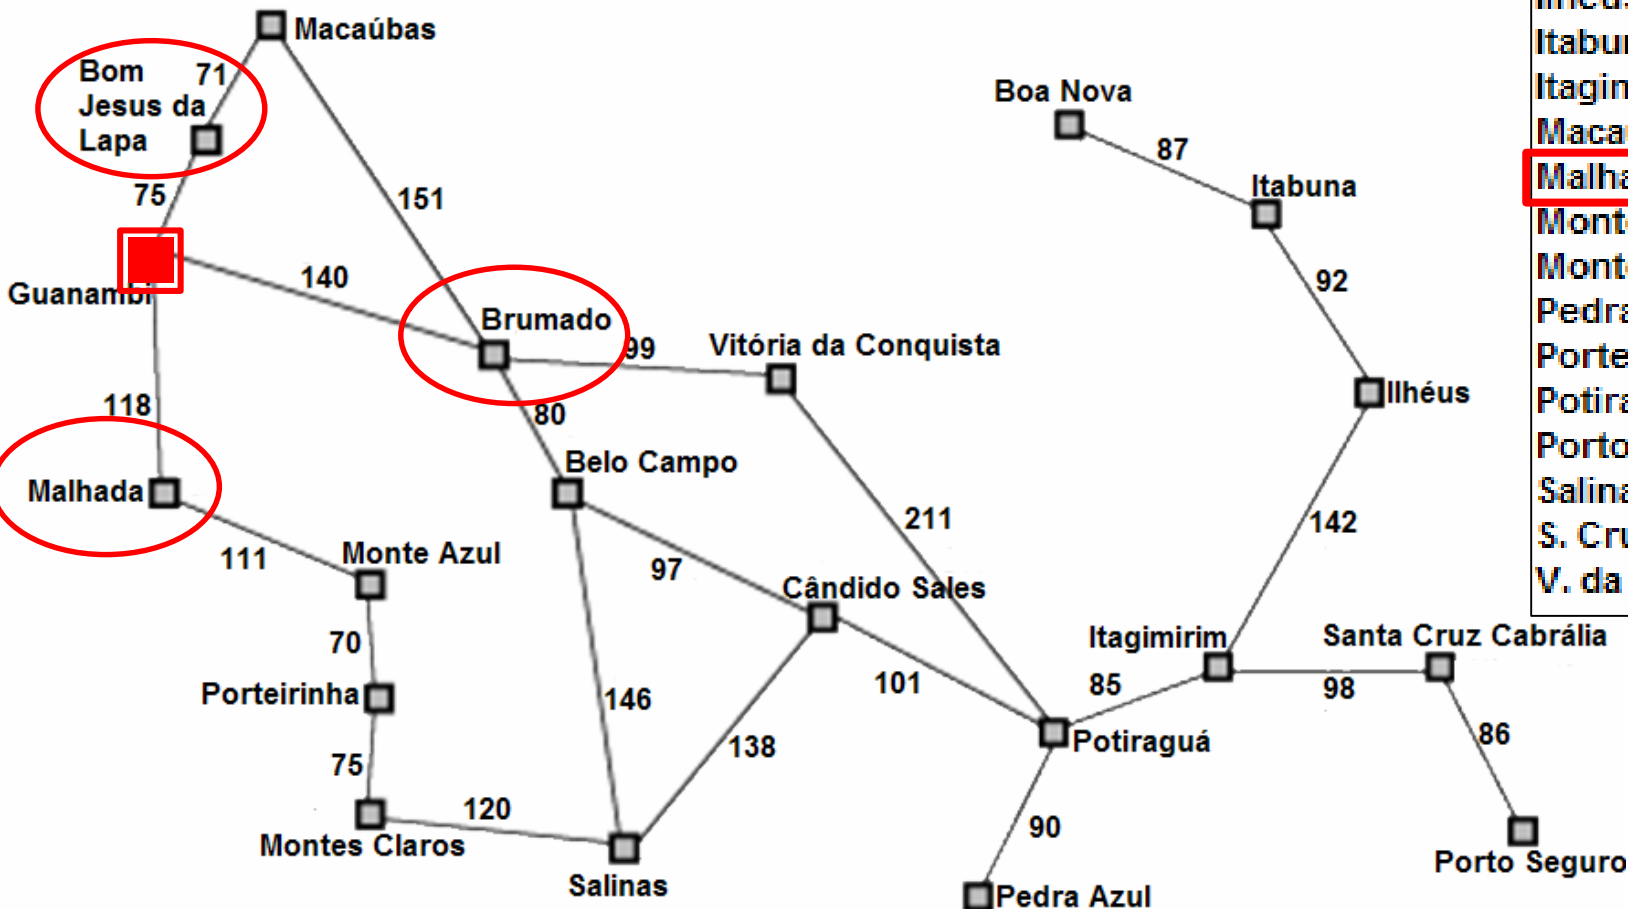 Macaúbas
Bom
Jesus da
Lapa
71
75
151
Guanambi
140
Brumado
99
Vitória da Conquista
118
80
Malhada
Belo Campo
111
Monte Azul
97
211
Cândido Sales
70
Porteirinha
146
101
138
75
120
Montes Claros
Salinas
Boa Nova
87
Itabuna
92
Ilhéus
142
Itagimirim
Santa Cruz Cabrália
85
98
Potiraguá
86
90
Porto Seguro
Pedra Azul
Itabu
Itagin
Maca
Malha
Mont
Mont
Pedra
Porte
Potira
Porto
Salina
S. Cru
V. da